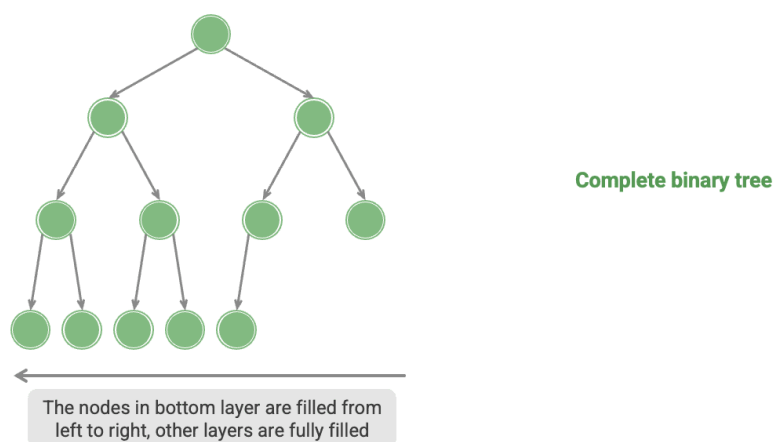 Complete binary tree
The nodes in bottom layer are filled from
left to right, other layers are fully filled